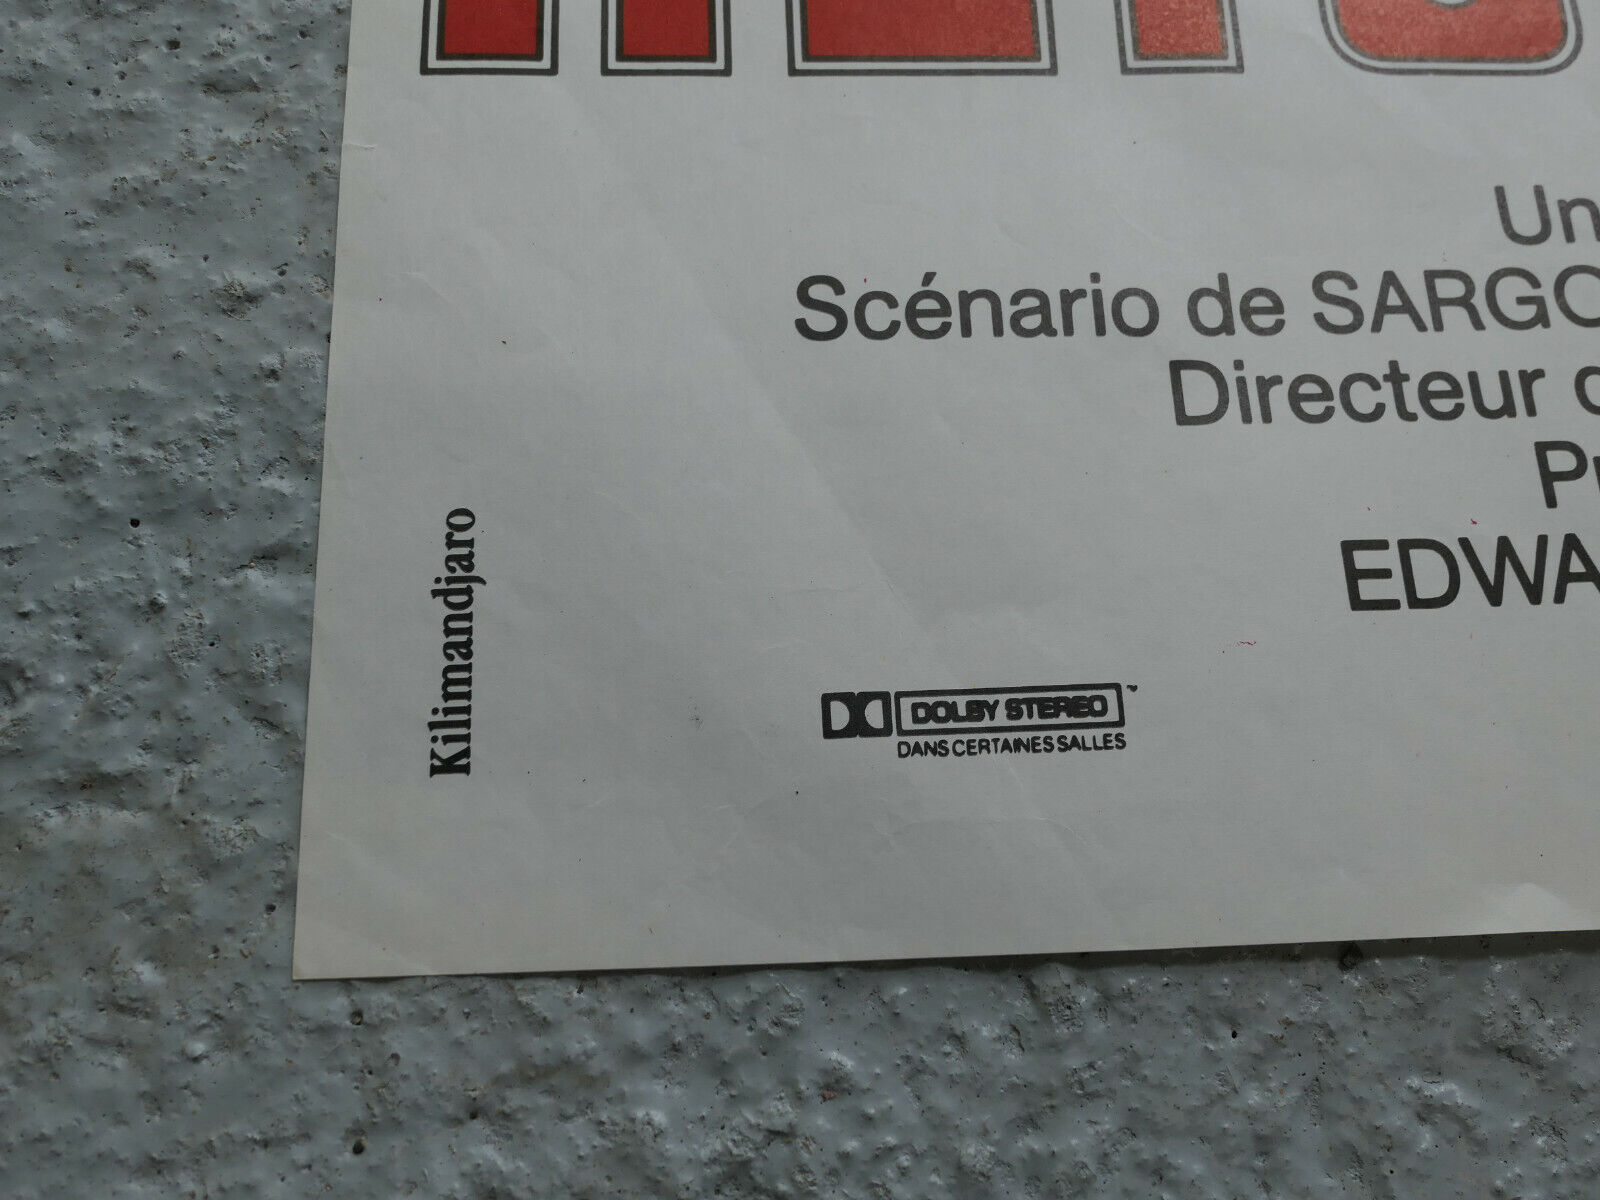 Un
Scénario de SARGO
Directeur
EDWA
Kilimandjaro
DOLBY STEREO
DANS CERTAINES SALLES